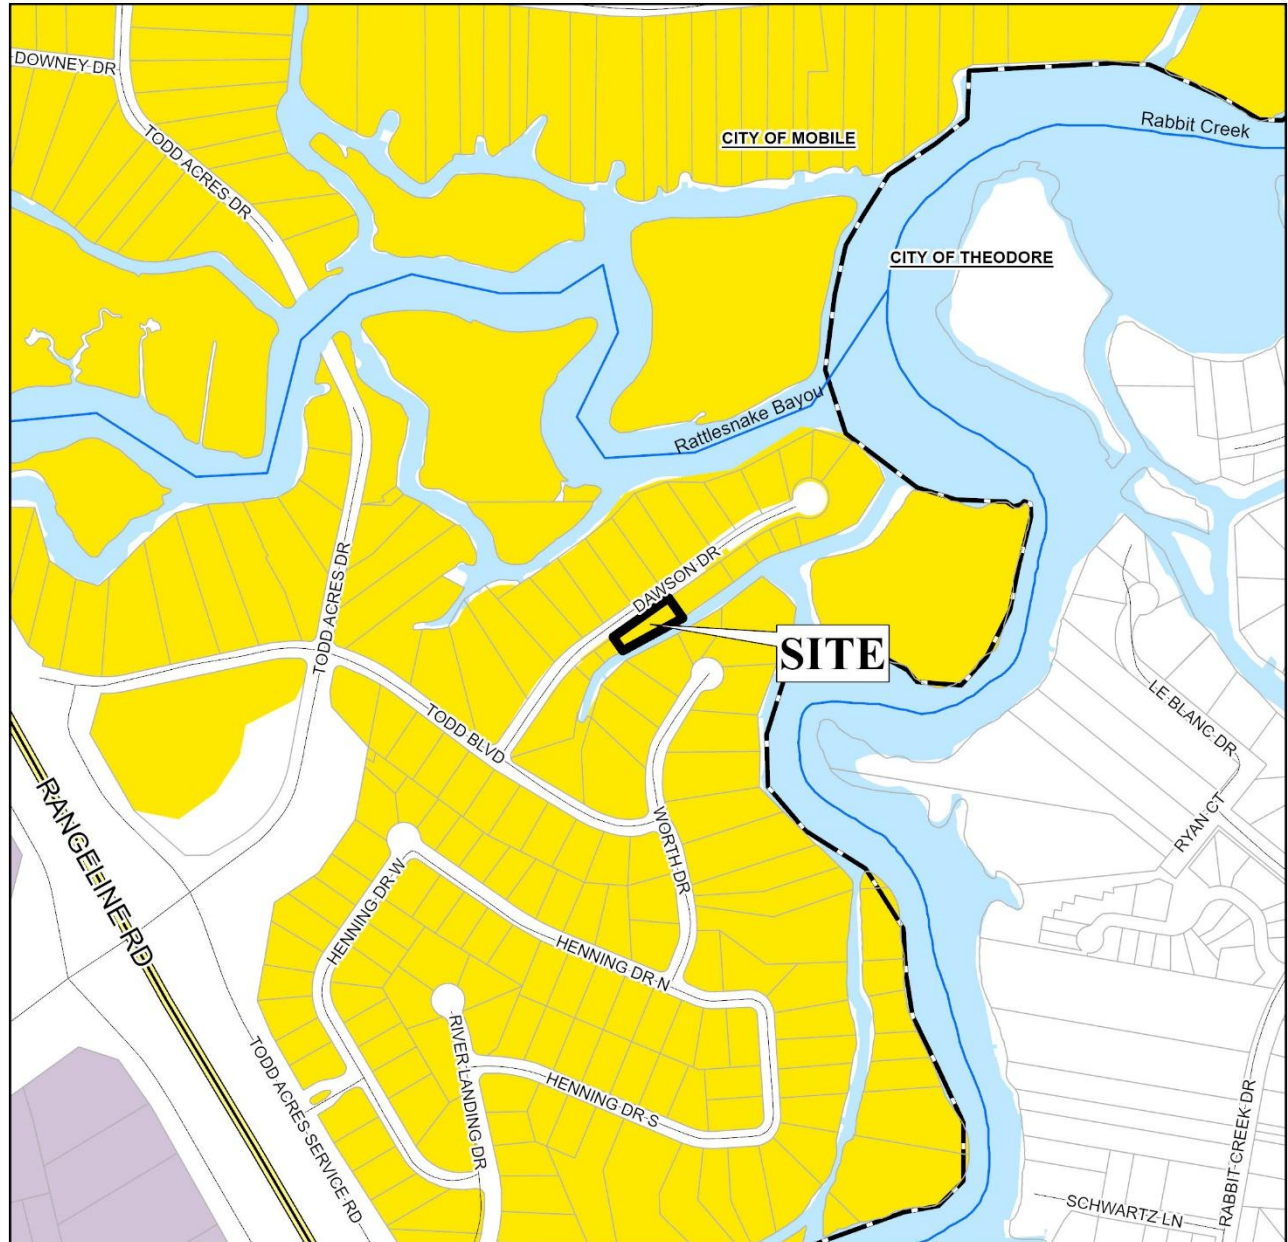 DOWNEY DR
TODD ACRES DR
CITY OF MOBILE
Rabbit Creek
CITY OF THEODORE
Rattlesnake Bayou
DAWSON DR
TODD ACRES DR
SITE
TODD BLVD
LE BLANC DR
RANGELINE RD
WORTH DR
RYAN CT
HENNING DR W
HENNING DR N
TODD ACRES SERVICE RD
RIVER LANDING DR
HENNING DR S
RABBIT CREEK DR
SCHWARTZ LN